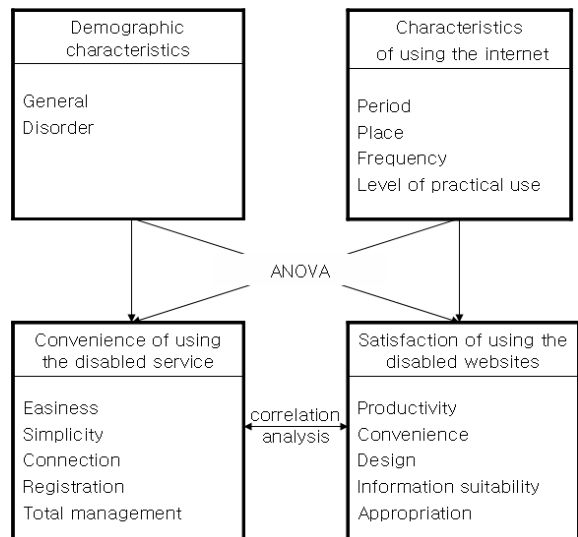 Demographic
characteristics
General
Disorder
Characteristics
of using the internet
Period
Place
Frequency
Level of practical use
ANOVA
Convenience of using
the disabled service
Easiness
Simplicity
Connection
Registration
Total management
correlation
analysis
Satisfaction of using the
disabled websites
Productivity
Convenience
Design
Information suitability
Appropriation